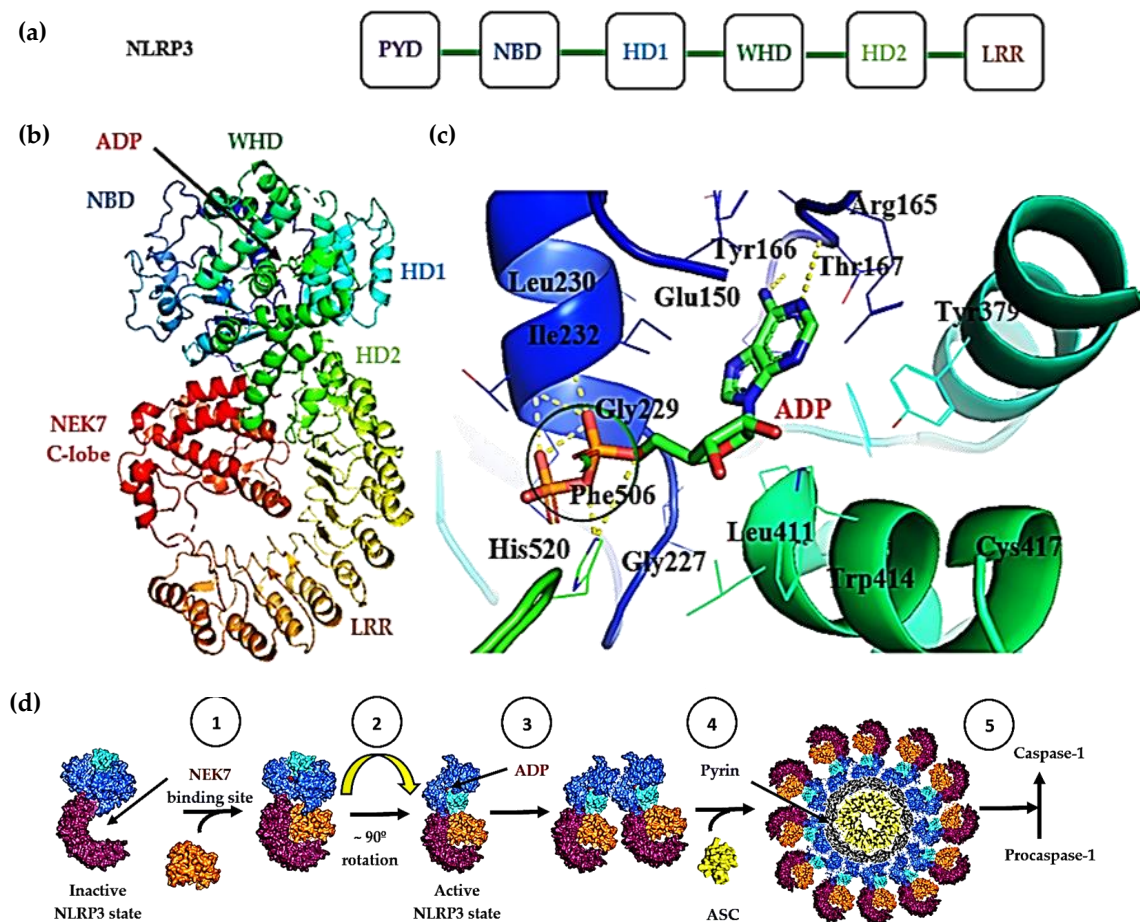 (a)
NLRP3
PYD
NBD
HD1
WHD
HD2
LRR
(b)
ADP
WHD
NBD
HD1
HD2
NEK7
C-lobe
LRR
(c)
Arg165
Tyr166
Thr167
Leu230
Glu150
Ile232
Tyr379
Gly229
ADP
Phe506
Leu411
His520
Gly227
Cys417
Trp414
(d)
1
2
3
4
5
NEK7
binding site
ADP
Pyrin
Caspase-1
~ 90º
rotation
Procaspase-1
Inactive
NLRP3 state
Active
NLRP3 state
ASC